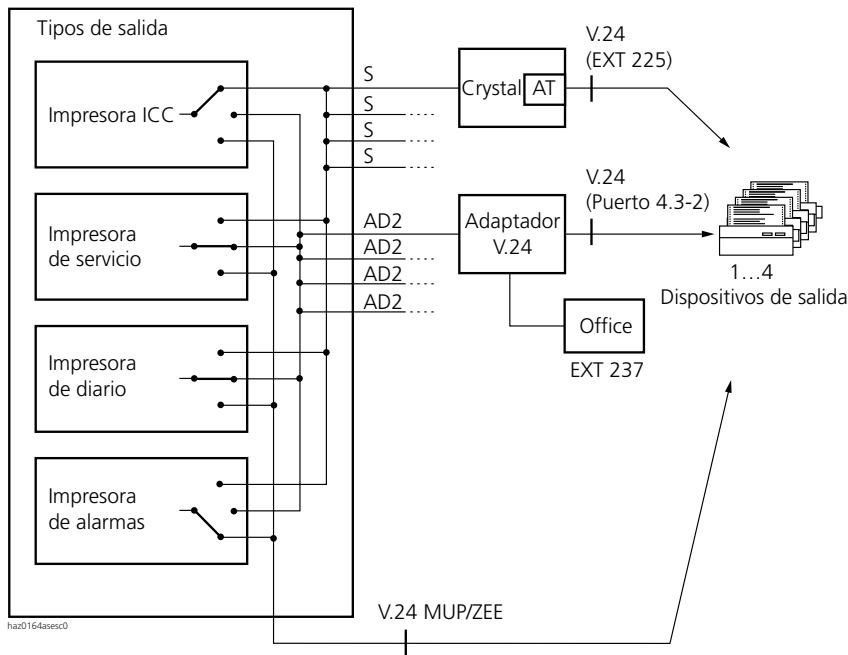 Tipos de salida
Impresora ICC
Impresora
de servicio
Impresora
de diario
Impresora
de alarmas
S
S
S
S
AD2
AD2
AD2
AD2
Crystal
AT
V.24
(EXT 225)
Adaptador
V.24
V.24
(Puerto 4.3-2)
Office
EXT 237
1...4
Dispositivos de salida
V.24 MUP/ZEE
haz0164asesc0